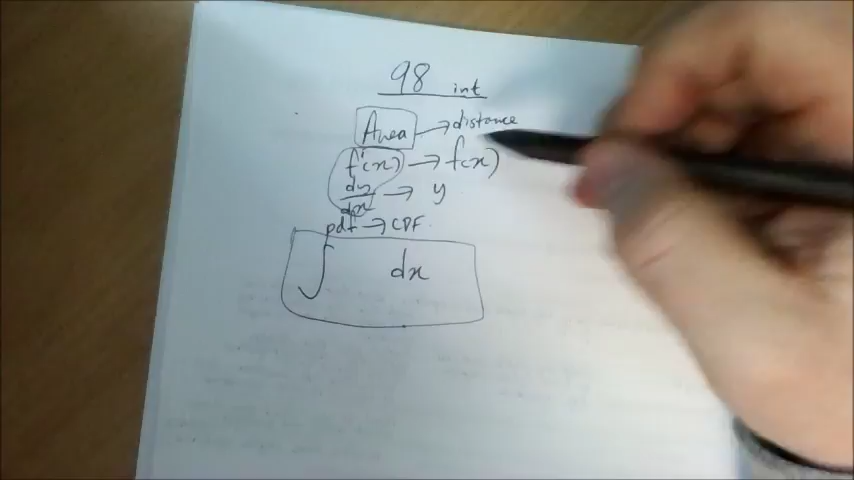 98 int
Area → distance
f'(x) → f(x)
dy/dx → y
pdf → CDF
∫ dx